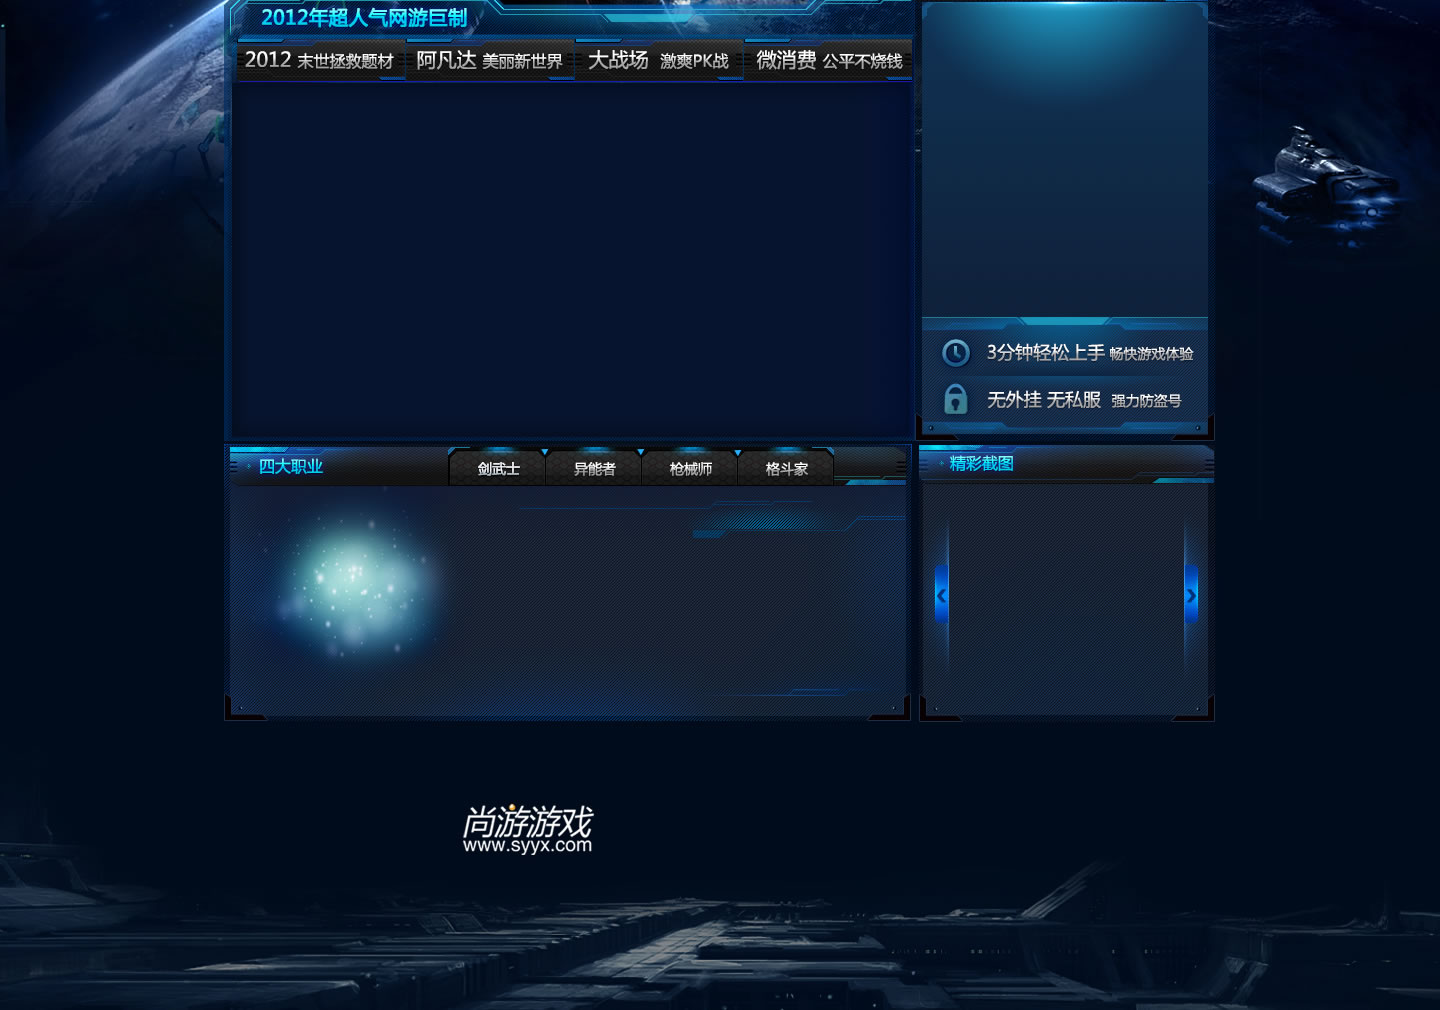 2012年超人气网游巨制
2012 末世拯救题材 阿凡达 美丽新世界 大战场 激爽PK战 微消费 公平不烧钱
3分钟轻松上手 畅快游戏体验
无外挂 无私服 强力防盗号
四大职业 剑武士 异能者 枪械师 格斗家
精彩截图
尚游游戏
www.syyx.com